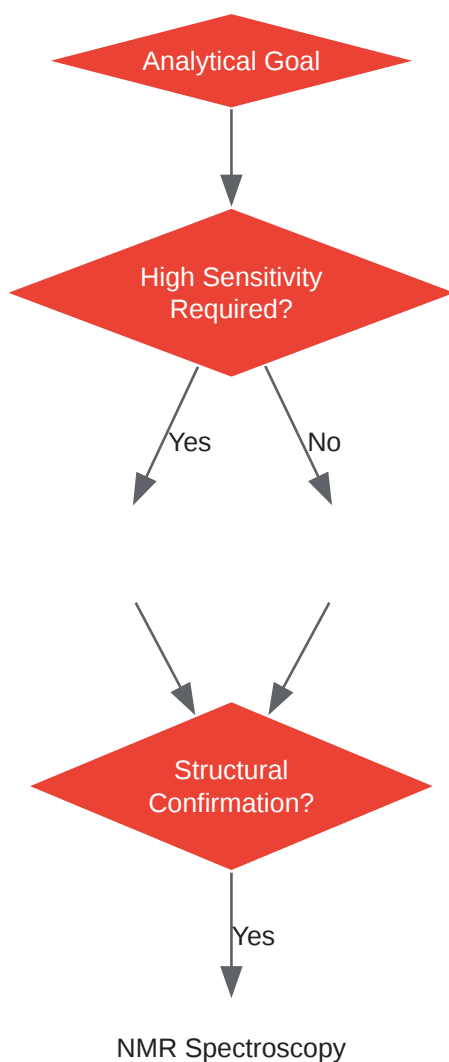 Analytical Goal
High Sensitivity
Required?
Yes
No
Structural
Confirmation?
Yes
NMR Spectroscopy